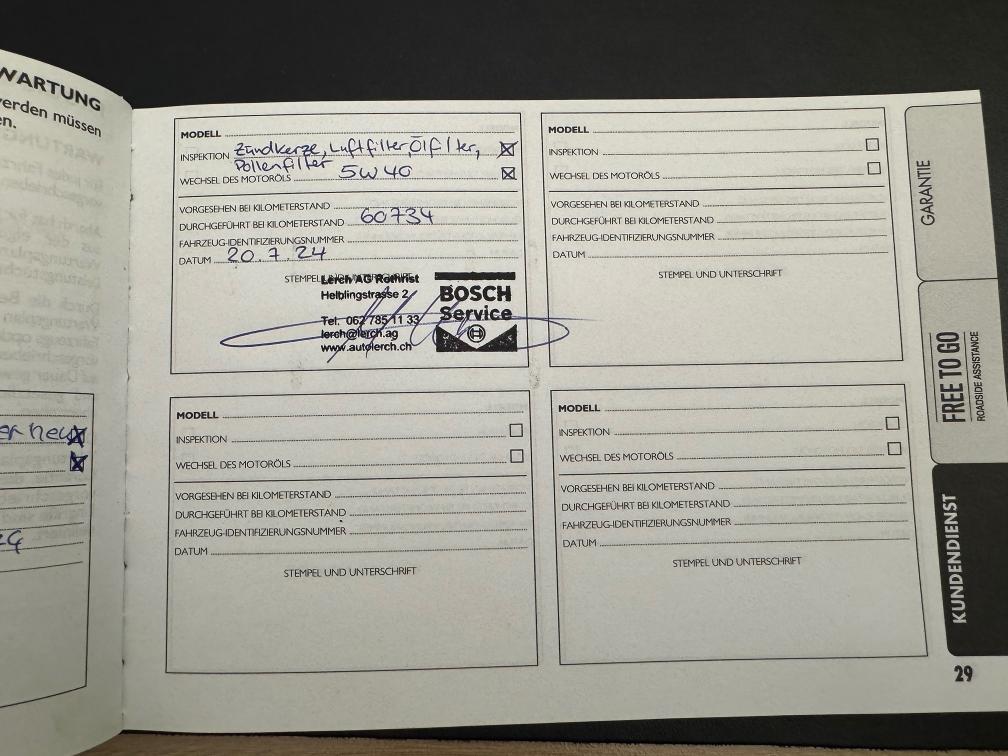 WARTUNG
werden müssen
en.
er neu
24
MODELL
INSPEKTION Zündkerze, Luftfilter, Ölfilter,
Pollenfilter
WECHSEL DES MOTORÖLS 5W40
VORGESEHEN BEI KILOMETERSTAND
DURCHGEFÜHRT BEI KILOMETERSTAND 60734
FAHRZEUG-IDENTIFIZIERUNGSNUMMER
DATUM 20.7.24
STEMPEL UND UNTERSCHRIFT
Lerch AG Rothrist
Helblingstrasse 2
Tel. 062 785 11 33
lerch@lerch.ag
www.autolerch.ch
BOSCH
Service
MODELL
INSPEKTION
WECHSEL DES MOTORÖLS
VORGESEHEN BEI KILOMETERSTAND
DURCHGEFÜHRT BEI KILOMETERSTAND
FAHRZEUG-IDENTIFIZIERUNGSNUMMER
DATUM
STEMPEL UND UNTERSCHRIFT
MODELL
INSPEKTION
WECHSEL DES MOTORÖLS
VORGESEHEN BEI KILOMETERSTAND
DURCHGEFÜHRT BEI KILOMETERSTAND
FAHRZEUG-IDENTIFIZIERUNGSNUMMER
DATUM
STEMPEL UND UNTERSCHRIFT
MODELL
INSPEKTION
WECHSEL DES MOTORÖLS
VORGESEHEN BEI KILOMETERSTAND
DURCHGEFÜHRT BEI KILOMETERSTAND
FAHRZEUG-IDENTIFIZIERUNGSNUMMER
DATUM
STEMPEL UND UNTERSCHRIFT
GARANTIE
FREE TO GO
ROADSIDE ASSISTANCE
KUNDENDIENST
29